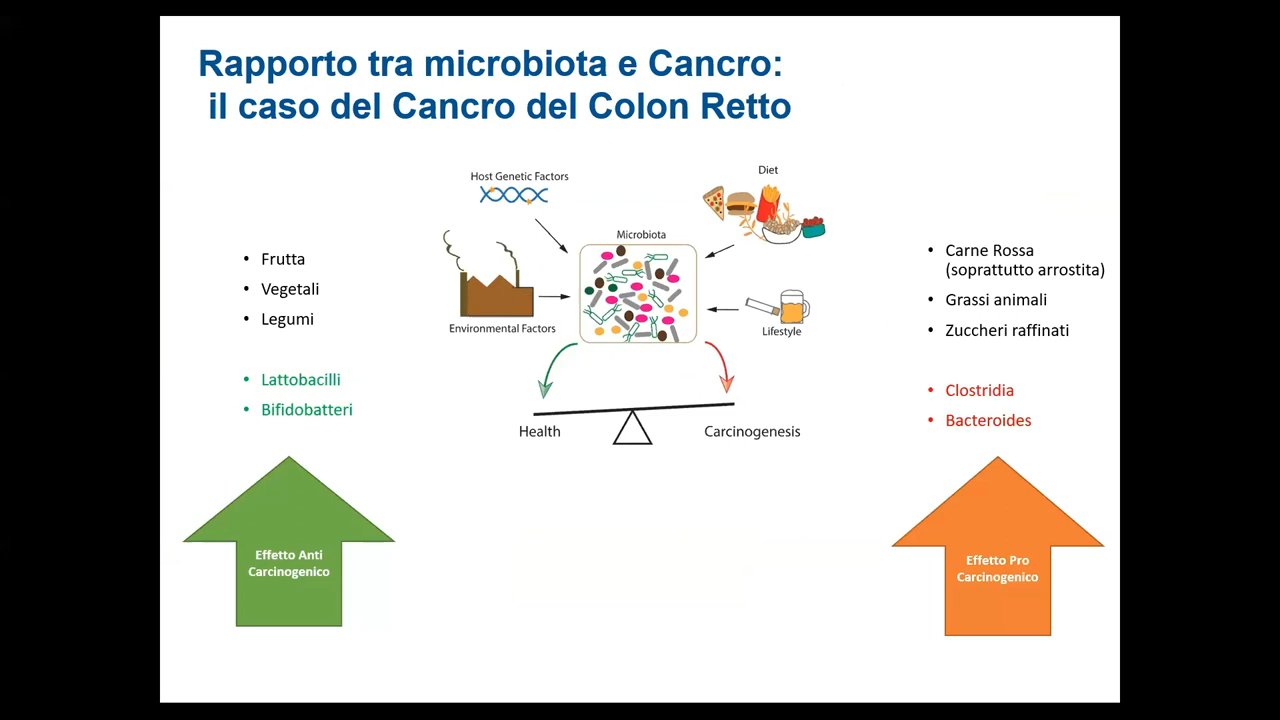 Rapporto tra microbiota e Cancro:
il caso del Cancro del Colon Retto
Host Genetic Factors
Diet
Microbiota
Environmental Factors
Lifestyle
Health
Carcinogenesis
• Frutta
• Vegetali
• Legumi
• Lattobacilli
• Bifidobatteri
Effetto Anti
Carcinogenico
• Carne Rossa
(soprattutto arrostita)
• Grassi animali
• Zuccheri raffinati
• Clostridia
• Bacteroides
Effetto Pro
Carcinogenico